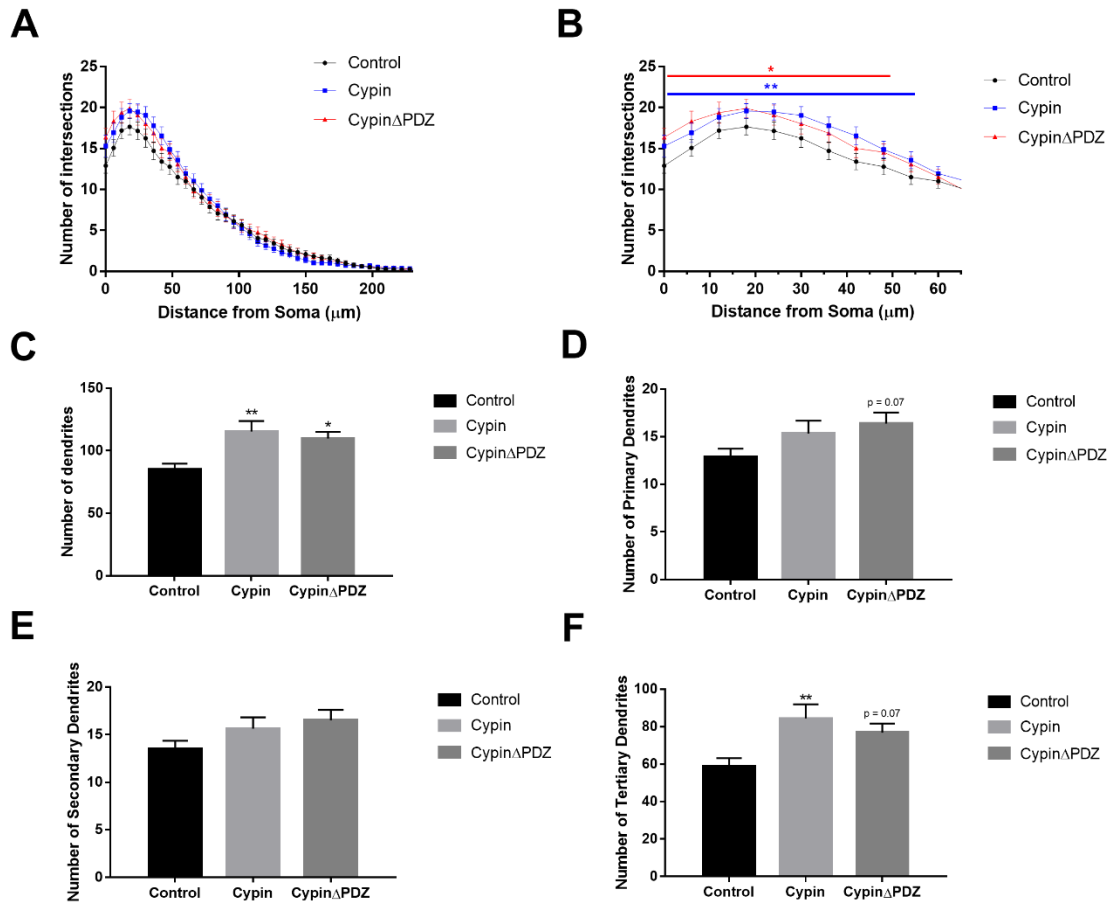 A
Number of intersections
25
20
15
10
5
0
0 50 100 150 200
Distance from Soma (μm)
Control
Cypin
CypinΔPDZ
B
Number of intersections
25
20
15
10
5
0
0 10 20 30 40 50 60
Distance from Soma (μm)
*
**
Control
Cypin
CypinΔPDZ
C
Number of dendrites
150
100
50
0
** *
Control Cypin CypinΔPDZ
Control
Cypin
CypinΔPDZ
D
Number of Primary Dendrites
20
15
10
5
0
p = 0.07
Control Cypin CypinΔPDZ
Control
Cypin
CypinΔPDZ
E
Number of Secondary Dendrites
20
15
10
5
0
Control Cypin CypinΔPDZ
Control
Cypin
CypinΔPDZ
F
Number of Tertiary Dendrites
100
80
60
40
20
0
** p = 0.07
Control Cypin CypinΔPDZ
Control
Cypin
CypinΔPDZ